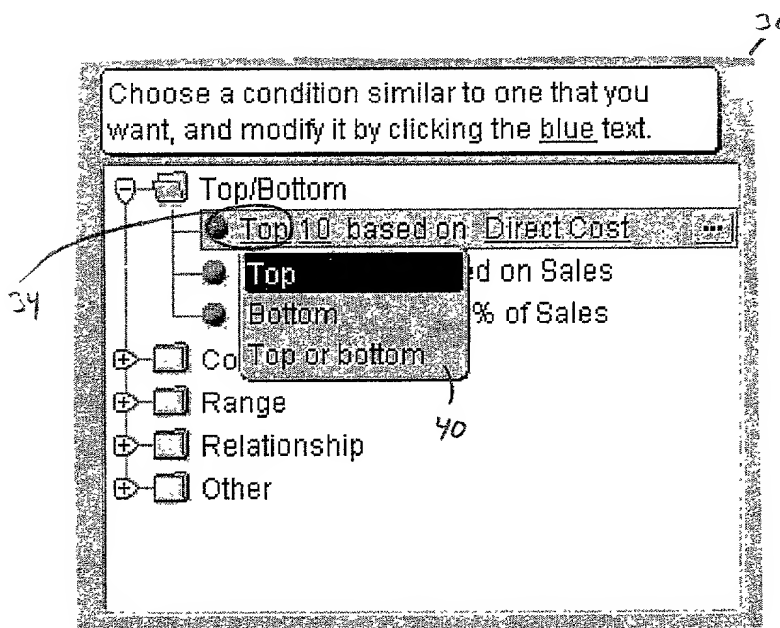 Choose a condition similar to one that you
want, and modify it by clicking the blue text.
Top/Bottom
Top 10 based on Direct Cost ...
Top
d on Sales
Bottom
% of Sales
Co
Top or bottom
Range
Relationship
Other
34
40